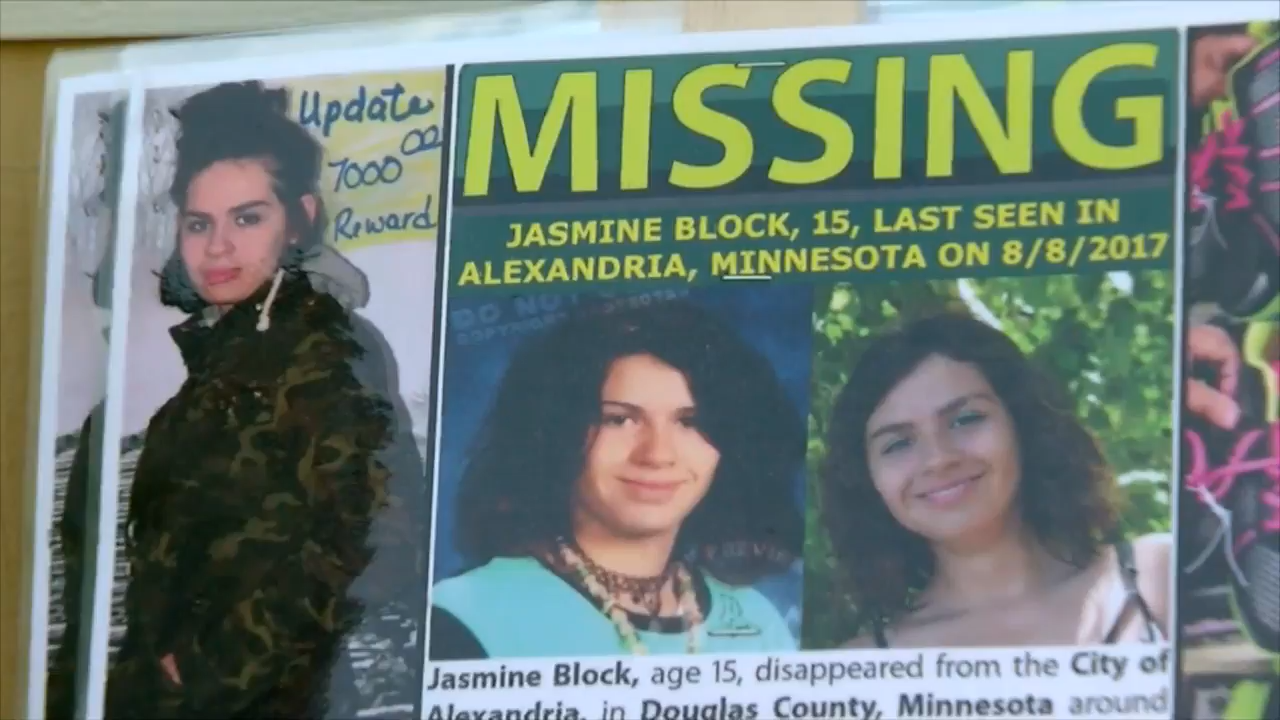 Update
7000 00
Reward
MISSING
JASMINE BLOCK, 15, LAST SEEN IN
ALEXANDRIA, MINNESOTA ON 8/8/2017
DO NOT
Jasmine Block, age 15, disappeared from the City of
Alexandria, in Douglas County, Minnesota around